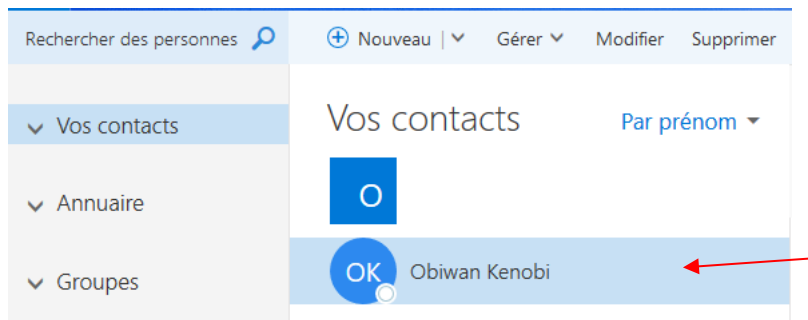 Rechercher des personnes
Nouveau | Gérer Modifier Supprimer
Vos contacts
Annuaire
Groupes
Vos contacts Par prénom
O
OK Obiwan Kenobi